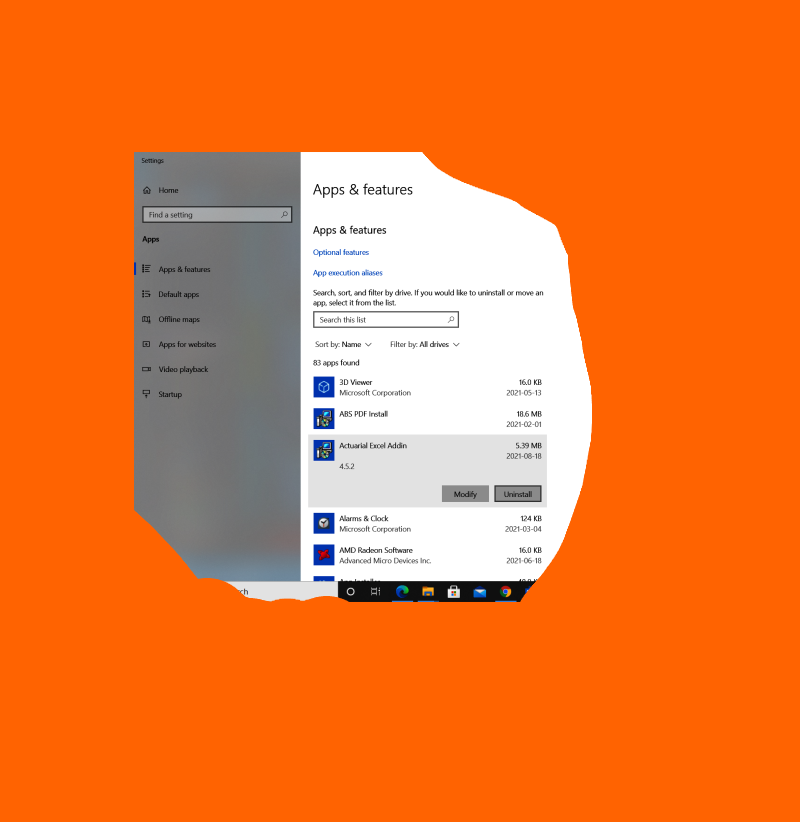 Settings
Home
Find a setting
Apps
Apps & features
Default apps
Offline maps
Apps for websites
Video playback
Startup
Apps & features
Apps & features
Optional features
App execution aliases
Search, sort, and filter by drive. If you would like to uninstall or move an
app, select it from the list.
Search this list
Sort by: Name Filter by: All drives
83 apps found
3D Viewer 16.0 KB
Microsoft Corporation 2021-05-13
ABS PDF Install 18.6 MB
2021-02-01
Actuarial Excel Addin 5.39 MB
2021-08-18
4.5.2
Modify Uninstall
Alarms & Clock 124 KB
Microsoft Corporation 2021-03-04
AMD Radeon Software 16.0 KB
Advanced Micro Devices Inc. 2021-06-18